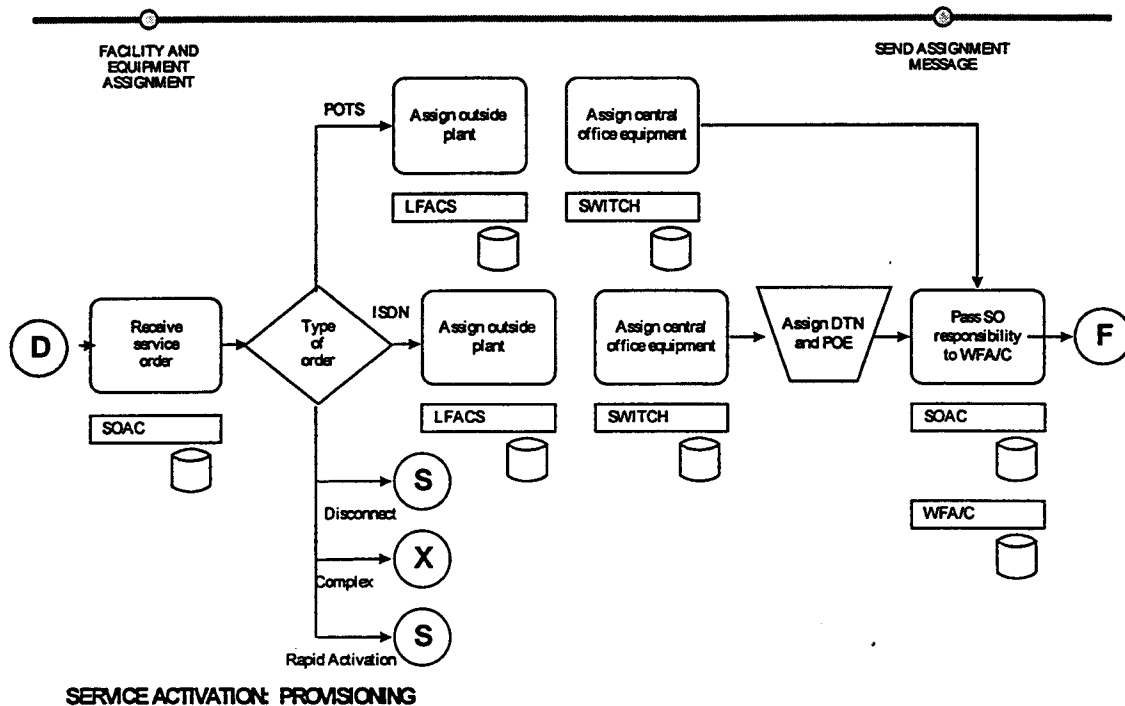 FACILITY AND
EQUIPMENT
ASSIGNMENT
SEND ASSIGNMENT
MESSAGE
POTS
Assign outside
plant
Assign central
office equipment
LFACS
SWITCH
D
Receive
service
order
Type
of
order
ISDN
Assign outside
plant
Assign central
office equipment
Assign DTN
and POE
Pass SO
responsibility
to WFA/C
F
SOAC
LFACS
SWITCH
SOAC
S
Disconnect
WFA/C
X
Complex
S
Rapid Activation
SERVICE ACTIVATION: PROVISIONING